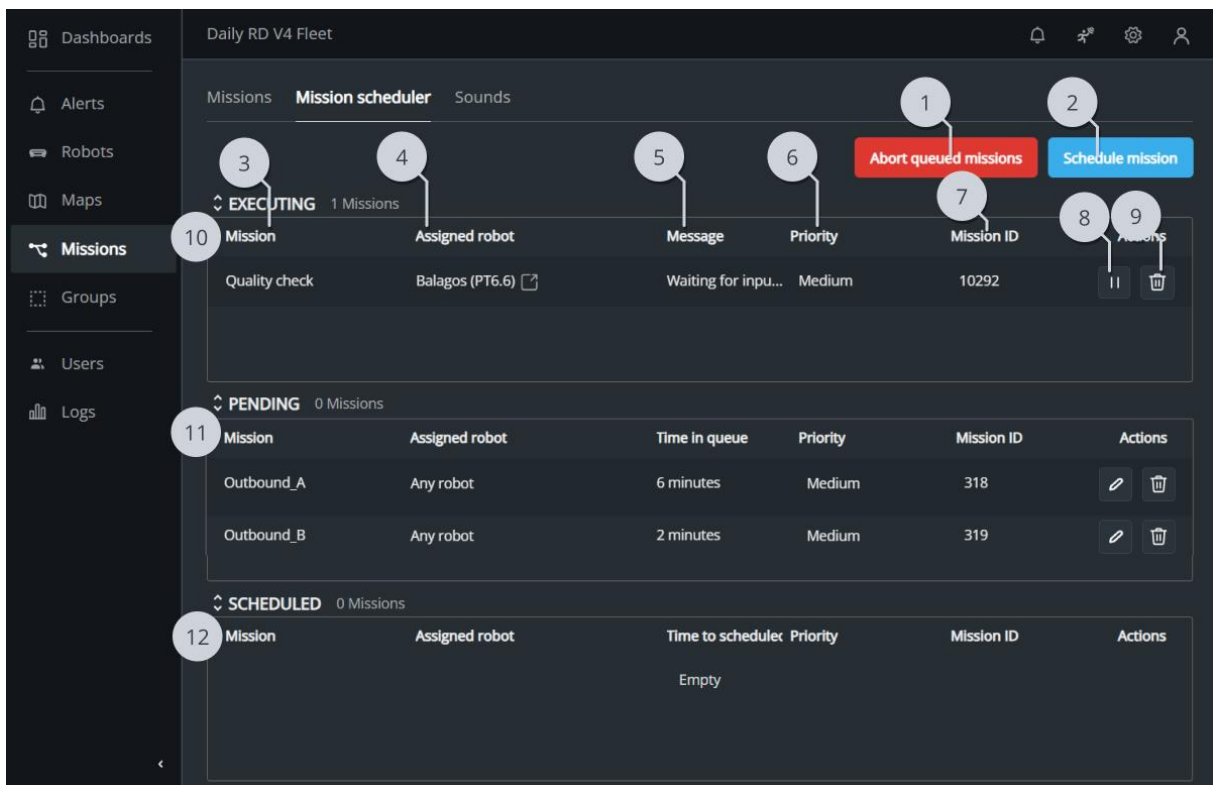 Dashboards
Alerts
Robots
Maps
Missions
Groups
Users
Logs
Daily RD V4 Fleet
Missions Mission scheduler Sounds
1 2
Abort queued missions Schedule mission
3 4 5 6 7 8 9
EXECUTING 1 Missions
10 Mission Assigned robot Message Priority Mission ID Actions
Quality check Balagos (PT6.6) Waiting for inpu... Medium 10292
PENDING 0 Missions
11 Mission Assigned robot Time in queue Priority Mission ID Actions
Outbound_A Any robot 6 minutes Medium 318
Outbound_B Any robot 2 minutes Medium 319
SCHEDULED 0 Missions
12 Mission Assigned robot Time to scheduled Priority Mission ID Actions
Empty